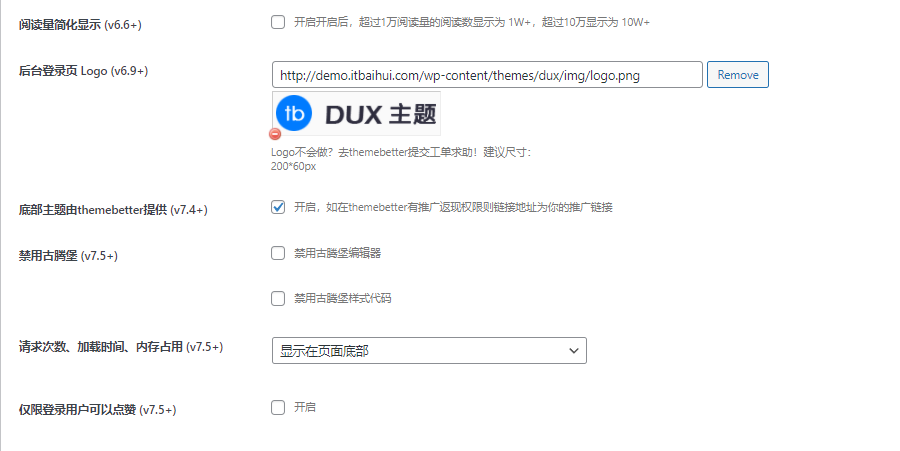 阅读量简化显示 (v6.6+)
开启开启后，超过1万阅读量的阅读数显示为 1W+，超过10万显示为 10W+
后台登录页 Logo (v6.9+)
http://demo.itbaihui.com/wp-content/themes/dux/img/logo.png
Remove
tb DUX 主题
Logo不会做？去themebetter提交工单求助！建议尺寸：
200*60px
底部主题由themebetter提供 (v7.4+)
开启，如在themebetter有推广返现权限则链接地址为你的推广链接
禁用古腾堡 (v7.5+)
禁用古腾堡编辑器
禁用古腾堡样式代码
请求次数、加载时间、内存占用 (v7.5+)
显示在页面底部
仅限登录用户可以点赞 (v7.5+)
开启